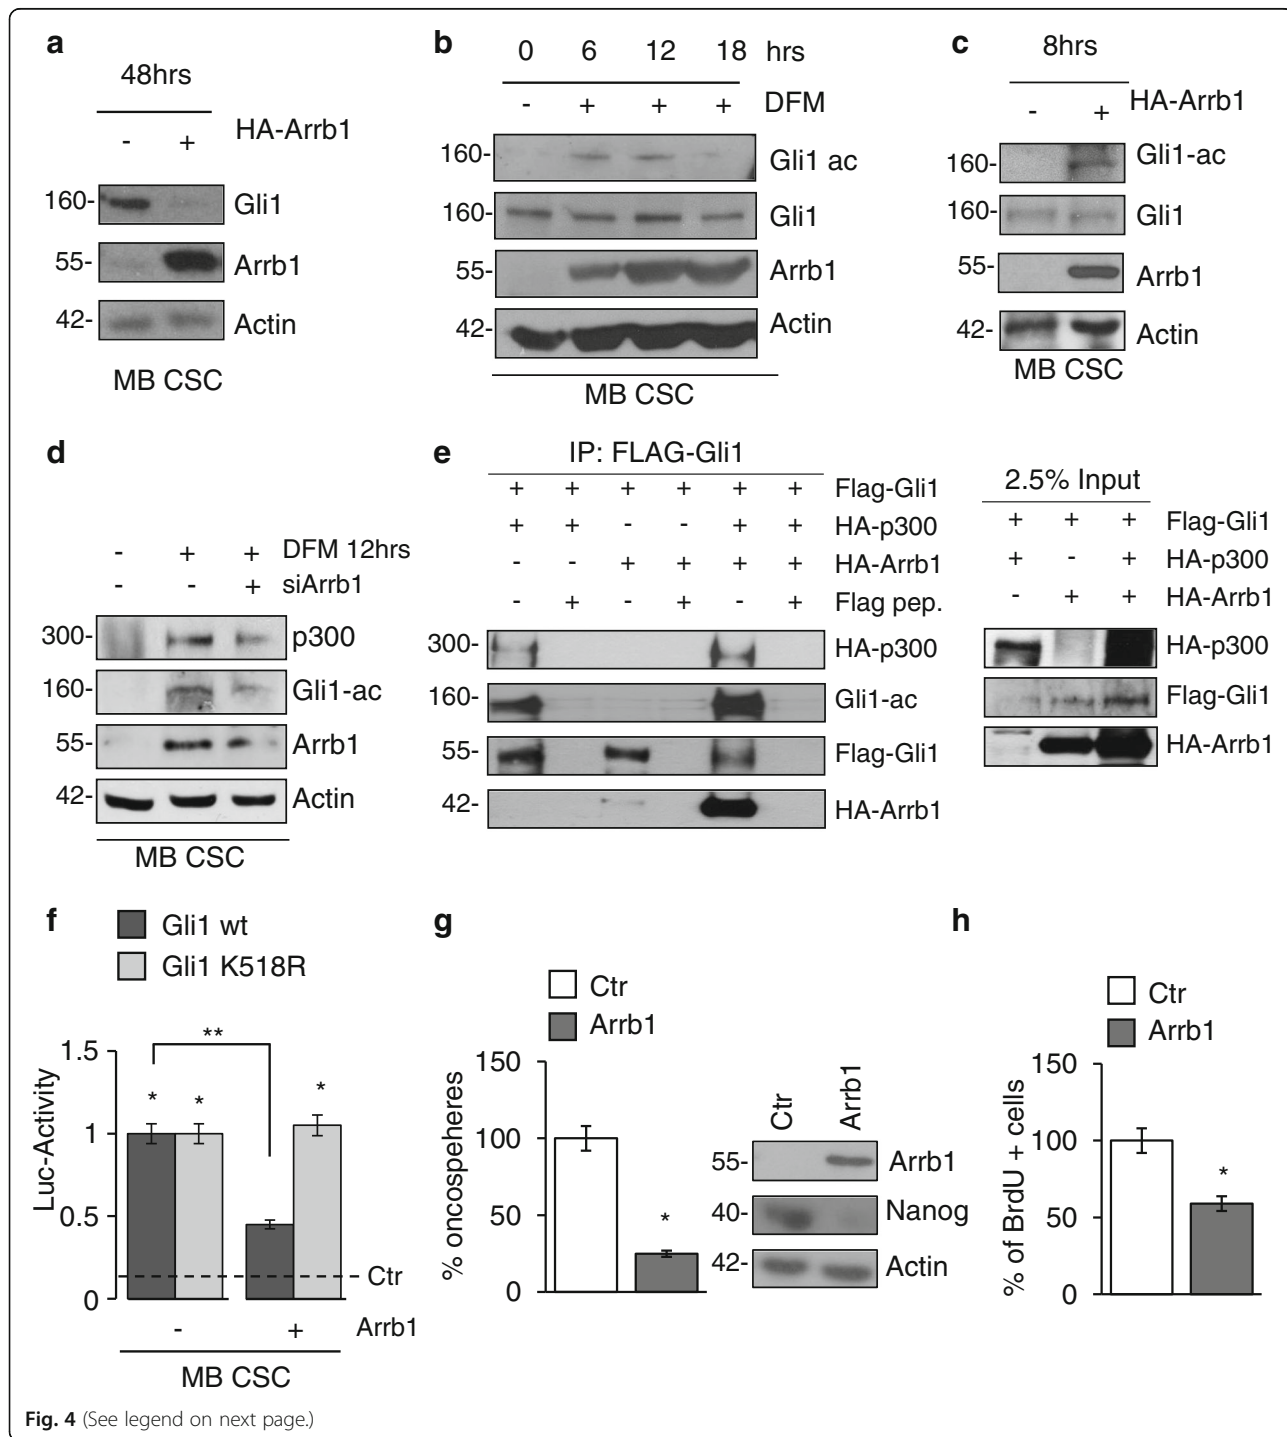 a
48hrs
- + HA-Arrb1
160- Gli1
55- Arrb1
42- Actin
MB CSC
b
0 6 12 18 hrs
- + + + DFM
160- Gli1 ac
160- Gli1
55- Arrb1
42- Actin
MB CSC
c
8hrs
- + HA-Arrb1
160- Gli1-ac
160- Gli1
55- Arrb1
42- Actin
MB CSC
d
- + + DFM 12hrs
- - + siArrb1
300- p300
160- Gli1-ac
55- Arrb1
42- Actin
MB CSC
e
IP: FLAG-Gli1
+ + + + + + Flag-Gli1
+ + - - + + HA-p300
- - + + + + HA-Arrb1
- + - + - + Flag pep.
300- HA-p300
160- Gli1-ac
55- Flag-Gli1
42- HA-Arrb1
2.5% Input
+ + + Flag-Gli1
+ - + HA-p300
- + + HA-Arrb1
HA-p300
Flag-Gli1
HA-Arrb1
f
Gli1 wt
Gli1 K518R
Luc-Activity
1.5
1
0.5
0
* * ** *
Ctr
- + Arrb1
MB CSC
g
Ctr
Arrb1
% oncospeheres
150
100
50
0
*
Ctr Arrb1
55- Arrb1
40- Nanog
42- Actin
h
Ctr
Arrb1
% of BrdU + cells
150
100
50
0
*
Fig. 4 (See legend on next page.)